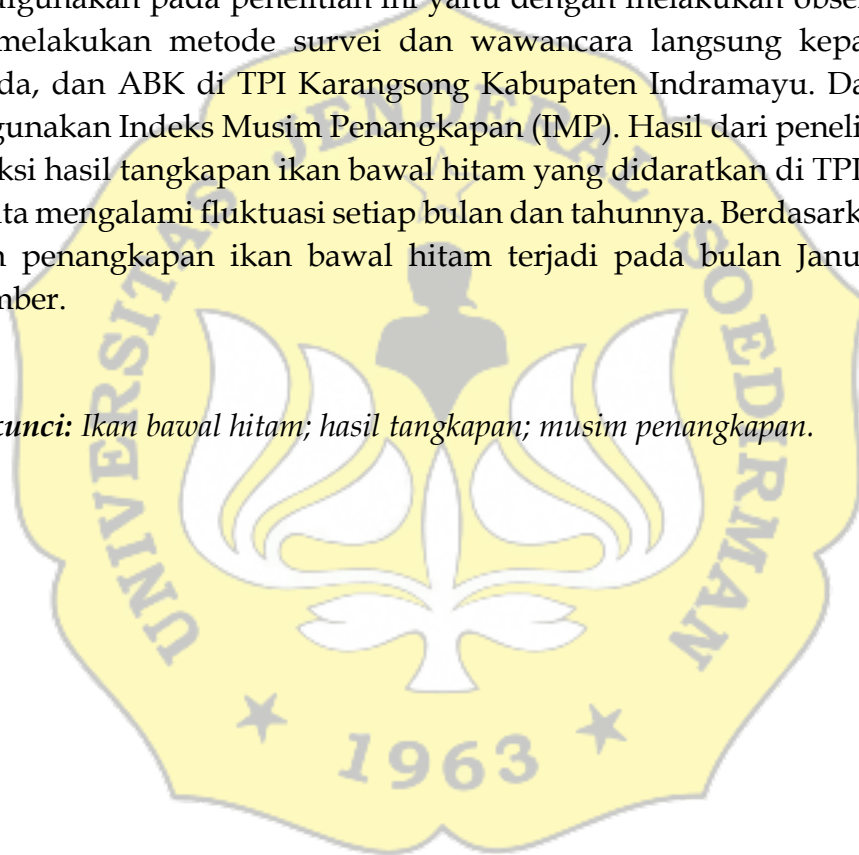 digunakan pada penelitian ini yaitu dengan melakukan obser
melakukan metode survei dan wawancara langsung kepa
da, dan ABK di TPI Karangsong Kabupaten Indramayu. Da
gunakan Indeks Musim Penangkapan (IMP). Hasil dari peneli
ksi hasil tangkapan ikan bawal hitam yang didaratkan di TPI
ta mengalami fluktuasi setiap bulan dan tahunnya. Berdasark
n penangkapan ikan bawal hitam terjadi pada bulan Janu
mber.
kunci: Ikan bawal hitam; hasil tangkapan; musim penangkapan.
UNIVERSITAS JENDERAL SOEDIRMAN
1963